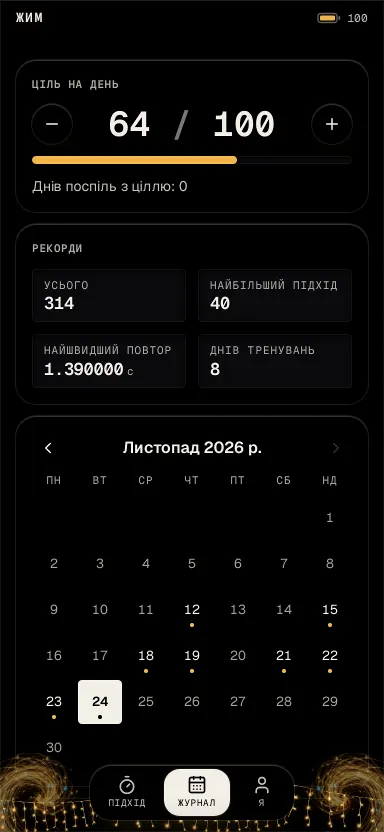 ЖИМ 100
ЦІЛЬ НА ДЕНЬ
− 64 / 100 +
Днів поспіль з ціллю: 0
РЕКОРДИ
УСЬОГО НАЙБІЛЬШИЙ ПІДХІД
314 40
НАЙШВИДШИЙ ПОВТОР ДНІВ ТРЕНУВАНЬ
1.390000 с 8
Листопад 2026 р.
ПН ВТ СР ЧТ ПТ СБ НД
1
2 3 4 5 6 7 8
9 10 11 12 13 14 15
16 17 18 19 20 21 22
23 24 25 26 27 28 29
30
ПІДХІД ЖУРНАЛ Я